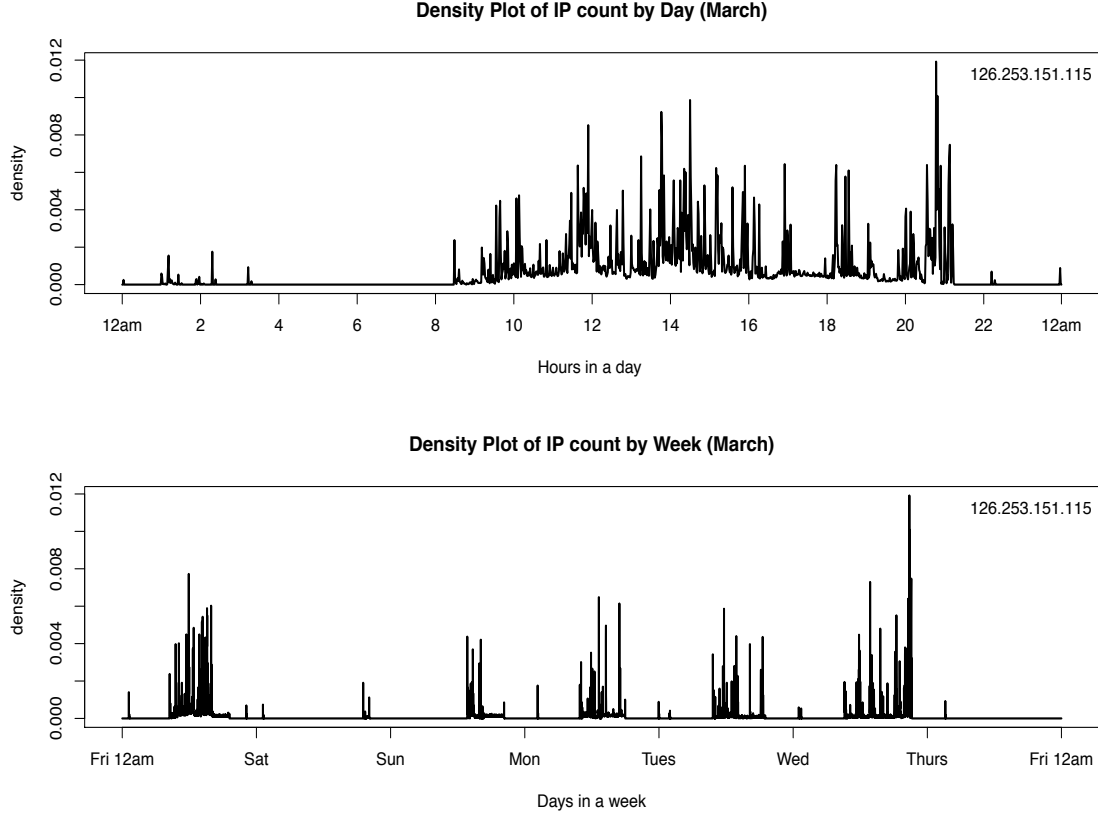 Density Plot of IP count by Day (March)
126.253.151.115
density
0.012
0.008
0.004
0.000
12am 2 4 6 8 10 12 14 16 18 20 22 12am
Hours in a day
Density Plot of IP count by Week (March)
126.253.151.115
density
0.012
0.008
0.004
0.000
Fri 12am Sat Sun Mon Tues Wed Thurs Fri 12am
Days in a week